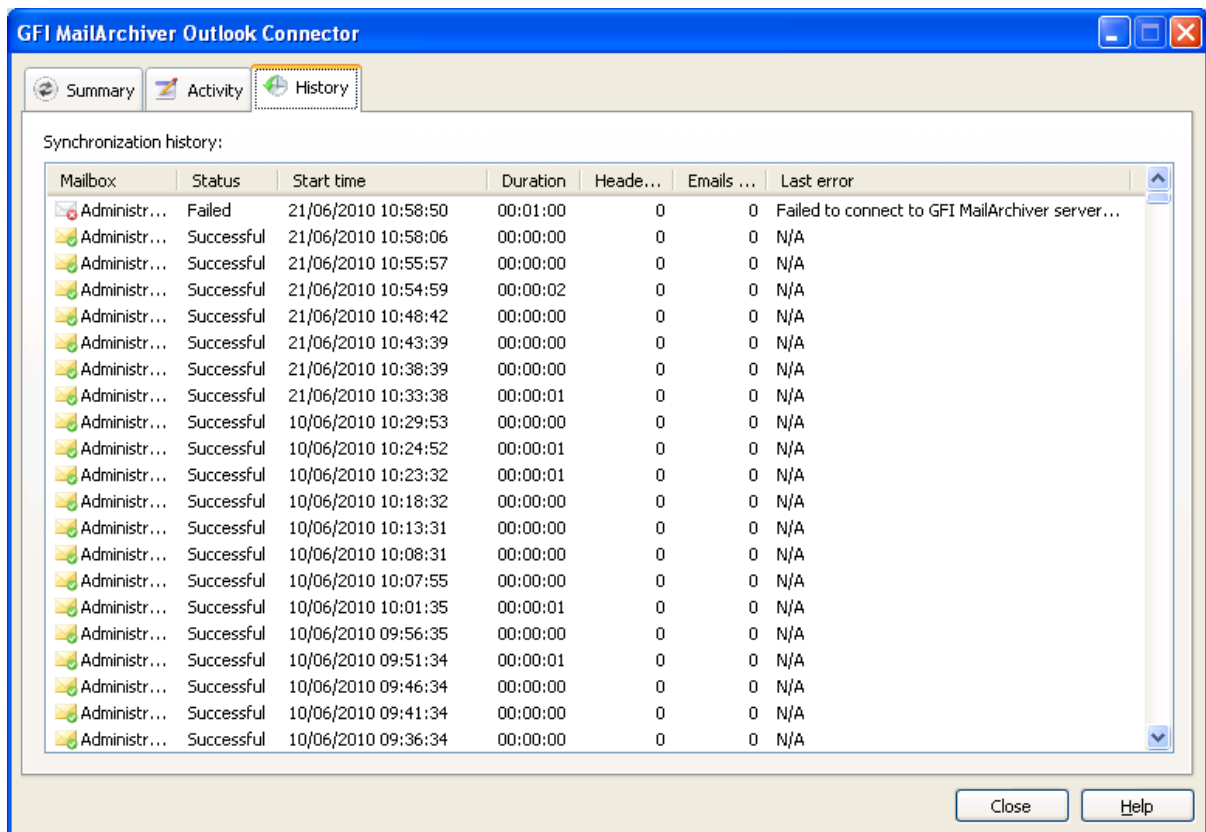 GFI MailArchiver Outlook Connector
Summary Activity History
Synchronization history:
Mailbox Status Start time Duration Heade... Emails ... Last error
Administr... Failed 21/06/2010 10:58:50 00:01:00 0 0 Failed to connect to GFI MailArchiver server...
Administr... Successful 21/06/2010 10:58:06 00:00:00 0 0 N/A
Administr... Successful 21/06/2010 10:55:57 00:00:00 0 0 N/A
Administr... Successful 21/06/2010 10:54:59 00:00:02 0 0 N/A
Administr... Successful 21/06/2010 10:48:42 00:00:00 0 0 N/A
Administr... Successful 21/06/2010 10:43:39 00:00:00 0 0 N/A
Administr... Successful 21/06/2010 10:38:39 00:00:00 0 0 N/A
Administr... Successful 21/06/2010 10:33:38 00:00:01 0 0 N/A
Administr... Successful 10/06/2010 10:29:53 00:00:00 0 0 N/A
Administr... Successful 10/06/2010 10:24:52 00:00:01 0 0 N/A
Administr... Successful 10/06/2010 10:23:32 00:00:01 0 0 N/A
Administr... Successful 10/06/2010 10:18:32 00:00:00 0 0 N/A
Administr... Successful 10/06/2010 10:13:31 00:00:00 0 0 N/A
Administr... Successful 10/06/2010 10:08:31 00:00:00 0 0 N/A
Administr... Successful 10/06/2010 10:07:55 00:00:00 0 0 N/A
Administr... Successful 10/06/2010 10:01:35 00:00:01 0 0 N/A
Administr... Successful 10/06/2010 09:56:35 00:00:00 0 0 N/A
Administr... Successful 10/06/2010 09:51:34 00:00:01 0 0 N/A
Administr... Successful 10/06/2010 09:46:34 00:00:00 0 0 N/A
Administr... Successful 10/06/2010 09:41:34 00:00:00 0 0 N/A
Administr... Successful 10/06/2010 09:36:34 00:00:00 0 0 N/A
Close Help